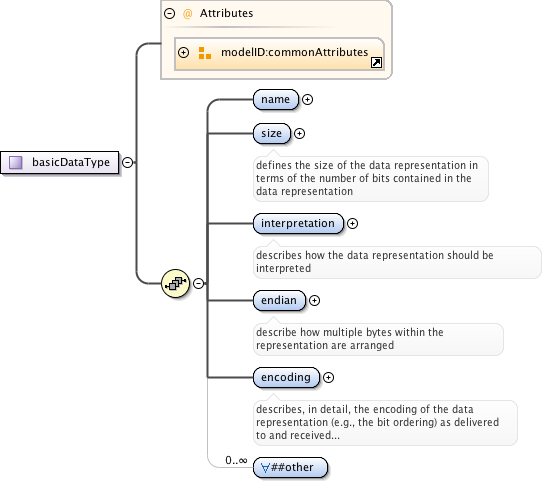 @ Attributes
modelID:commonAttributes
basicDataType
name
size
defines the size of the data representation in
terms of the number of bits contained in the
data representation
interpretation
describes how the data representation should be
interpreted
endian
describe how multiple bytes within the
representation are arranged
encoding
describes, in detail, the encoding of the data
representation (e.g., the bit ordering) as delivered
to and received...
0..∞
∀##other